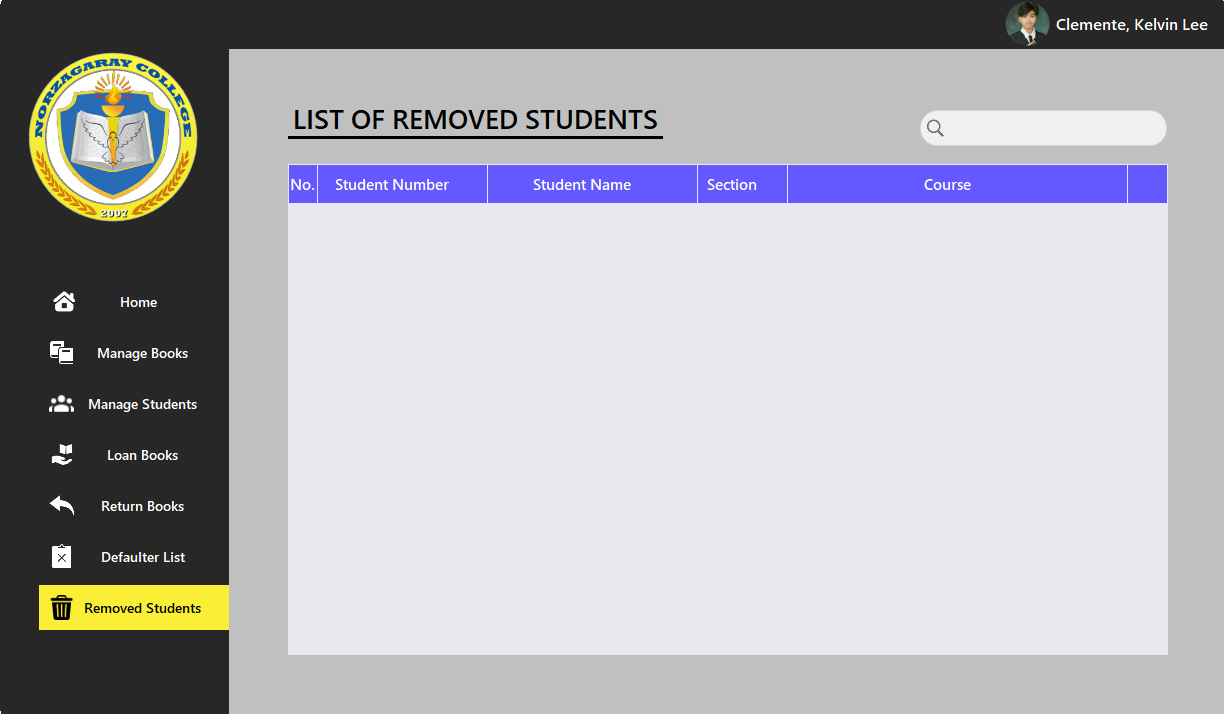 Clemente, Kelvin Lee
NORZAGARAY COLLEGE
2007
LIST OF REMOVED STUDENTS
No. Student Number Student Name Section Course
Home
Manage Books
Manage Students
Loan Books
Return Books
Defaulter List
Removed Students